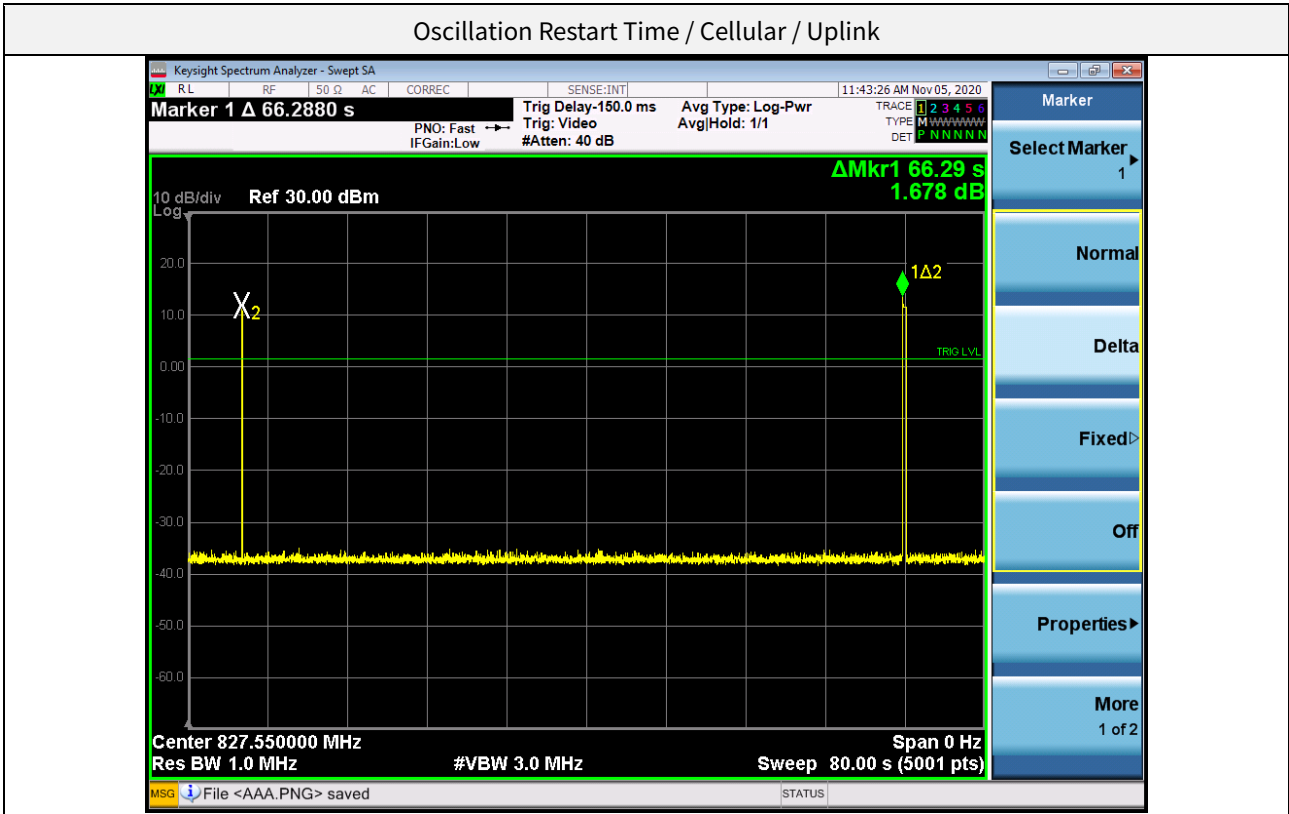 Oscillation Restart Time / Cellular / Uplink
Keysight Spectrum Analyzer - Swept SA
LXI RL RF 50 Ω AC CORREC SENSE:INT 11:43:26 AM Nov 05, 2020
Marker 1 Δ 66.2880 s
PNO: Fast
IFGain:Low
Trig Delay-150.0 ms
Trig: Video
#Atten: 40 dB
Avg Type: Log-Pwr
Avg|Hold: 1/1
TRACE 1 2 3 4 5 6
TYPE M WWWWW
DET P N N N N N
ΔMkr1 66.29 s
1.678 dB
10 dB/div Ref 30.00 dBm
Log
20.0
10.0
0.00
-10.0
-20.0
-30.0
-40.0
-50.0
-60.0
X2
1Δ2
TRIG LVL
Center 827.550000 MHz Span 0 Hz
Res BW 1.0 MHz #VBW 3.0 MHz Sweep 80.00 s (5001 pts)
MSG File <AAA.PNG> saved STATUS
Marker
Select Marker
1
Normal
Delta
Fixed
Off
Properties
More
1 of 2